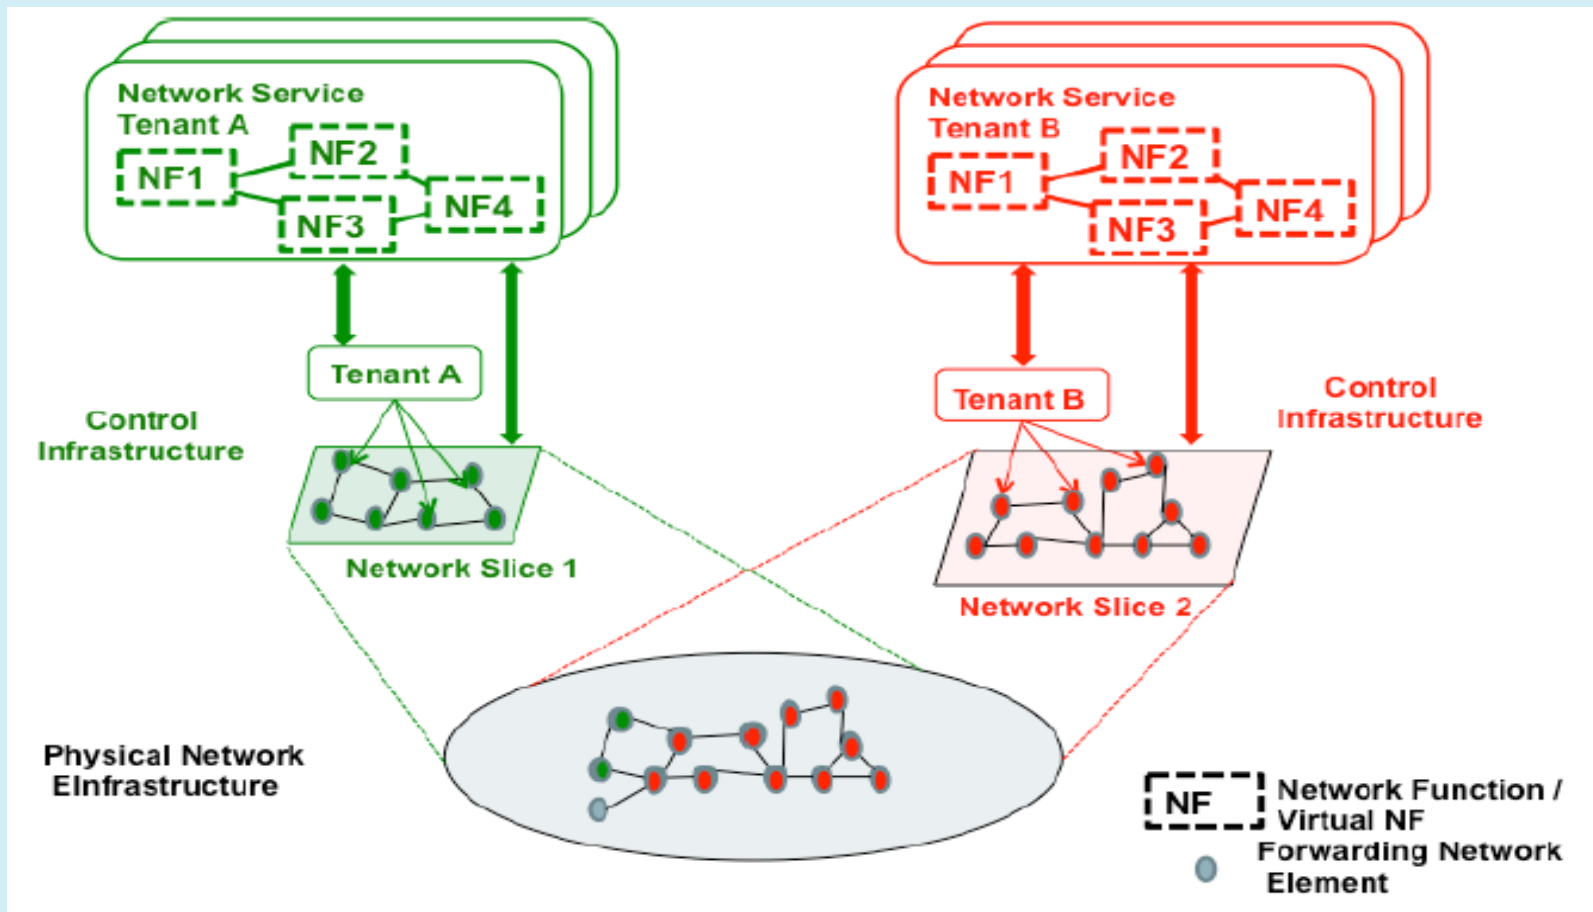 Network Service
Tenant A
NF1
NF2
NF3
NF4
Network Service
Tenant B
NF1
NF2
NF3
NF4
Tenant A
Control
Infrastructure
Network Slice 1
Tenant B
Control
Infrastructure
Network Slice 2
Physical Network
EInfrastructure
NF
Network Function /
Virtual NF
Forwarding Network
Element